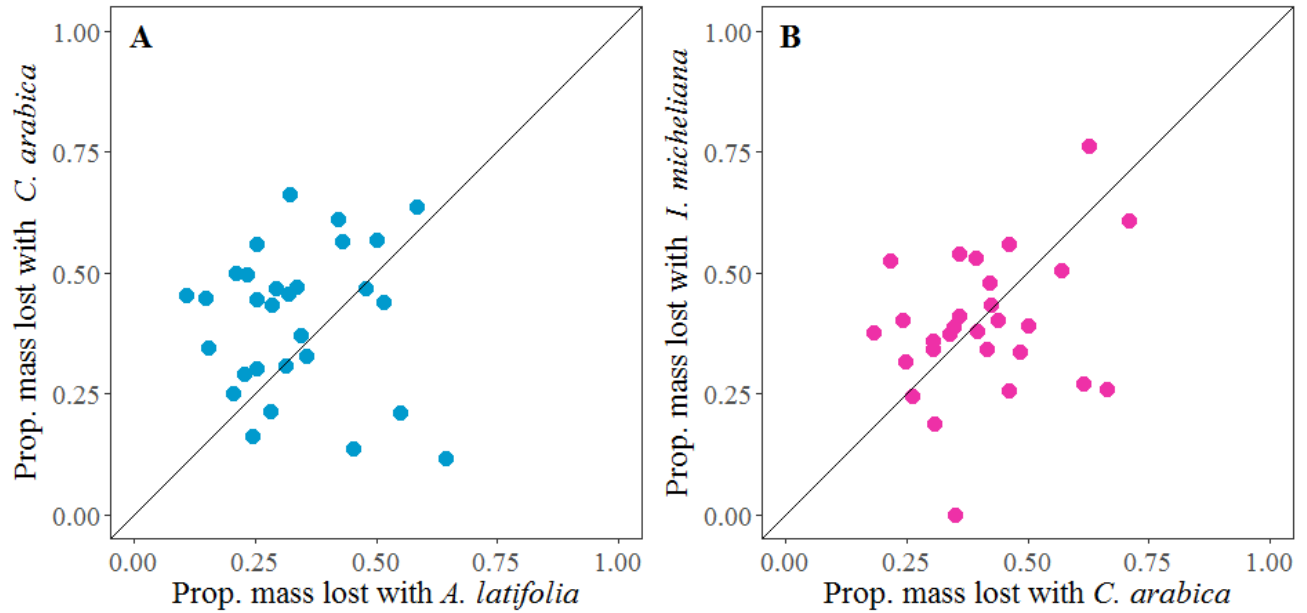 A
Prop. mass lost with C. arabica
1.00
0.75
0.50
0.25
0.00
0.00 0.25 0.50 0.75 1.00
Prop. mass lost with A. latifolia
B
Prop. mass lost with I. micheliana
1.00
0.75
0.50
0.25
0.00
0.00 0.25 0.50 0.75 1.00
Prop. mass lost with C. arabica